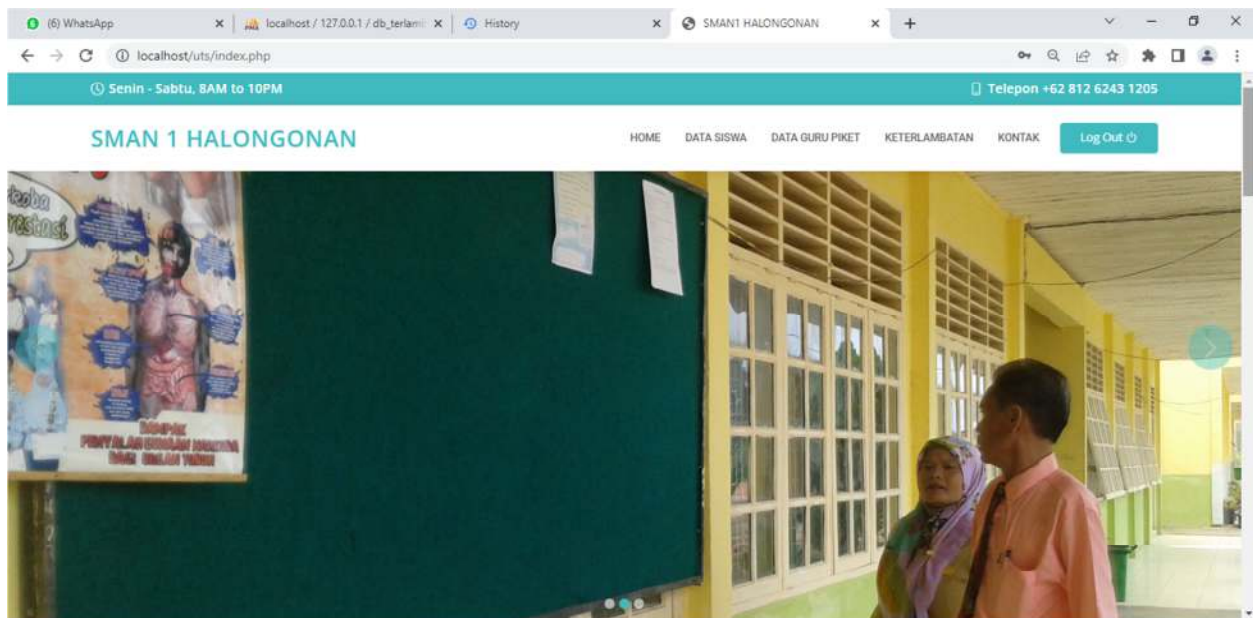 (6) WhatsApp
localhost / 127.0.0.1 / db_terlam
History
SMAN1 HALONGONAN
localhost/uts/index.php
Senin - Sabtu, 8AM to 10PM
Telepon +62 812 6243 1205
SMAN 1 HALONGONAN
HOME DATA SISWA DATA GURU PIKET KETERLAMBATAN KONTAK Log Out
DAMPAK